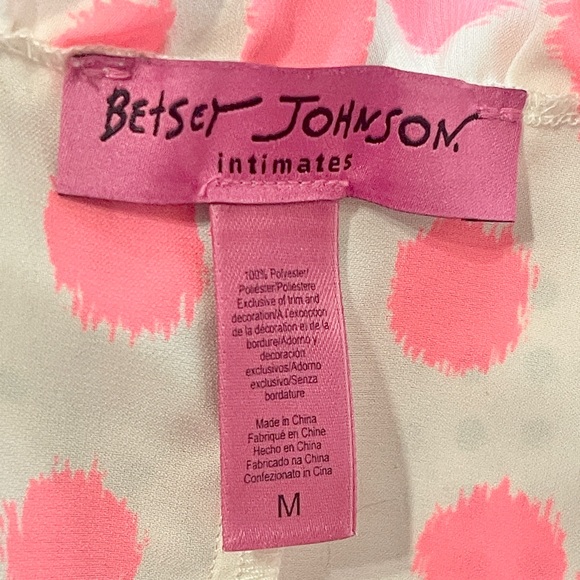 BETSEY JOHNSON.
intimates
100% Polyester/
Poliéster/Poliestere
Exclusive of trim and
decoration/A l'exception
de la décoration et de la
bordure/Adorno y
decoración
exclusivos/Adorno
exclusivo/Senza
bordature
Made in China
Fabriqué en Chine
Hecho en China
Fabricado na China
Confezionato in Cina
M